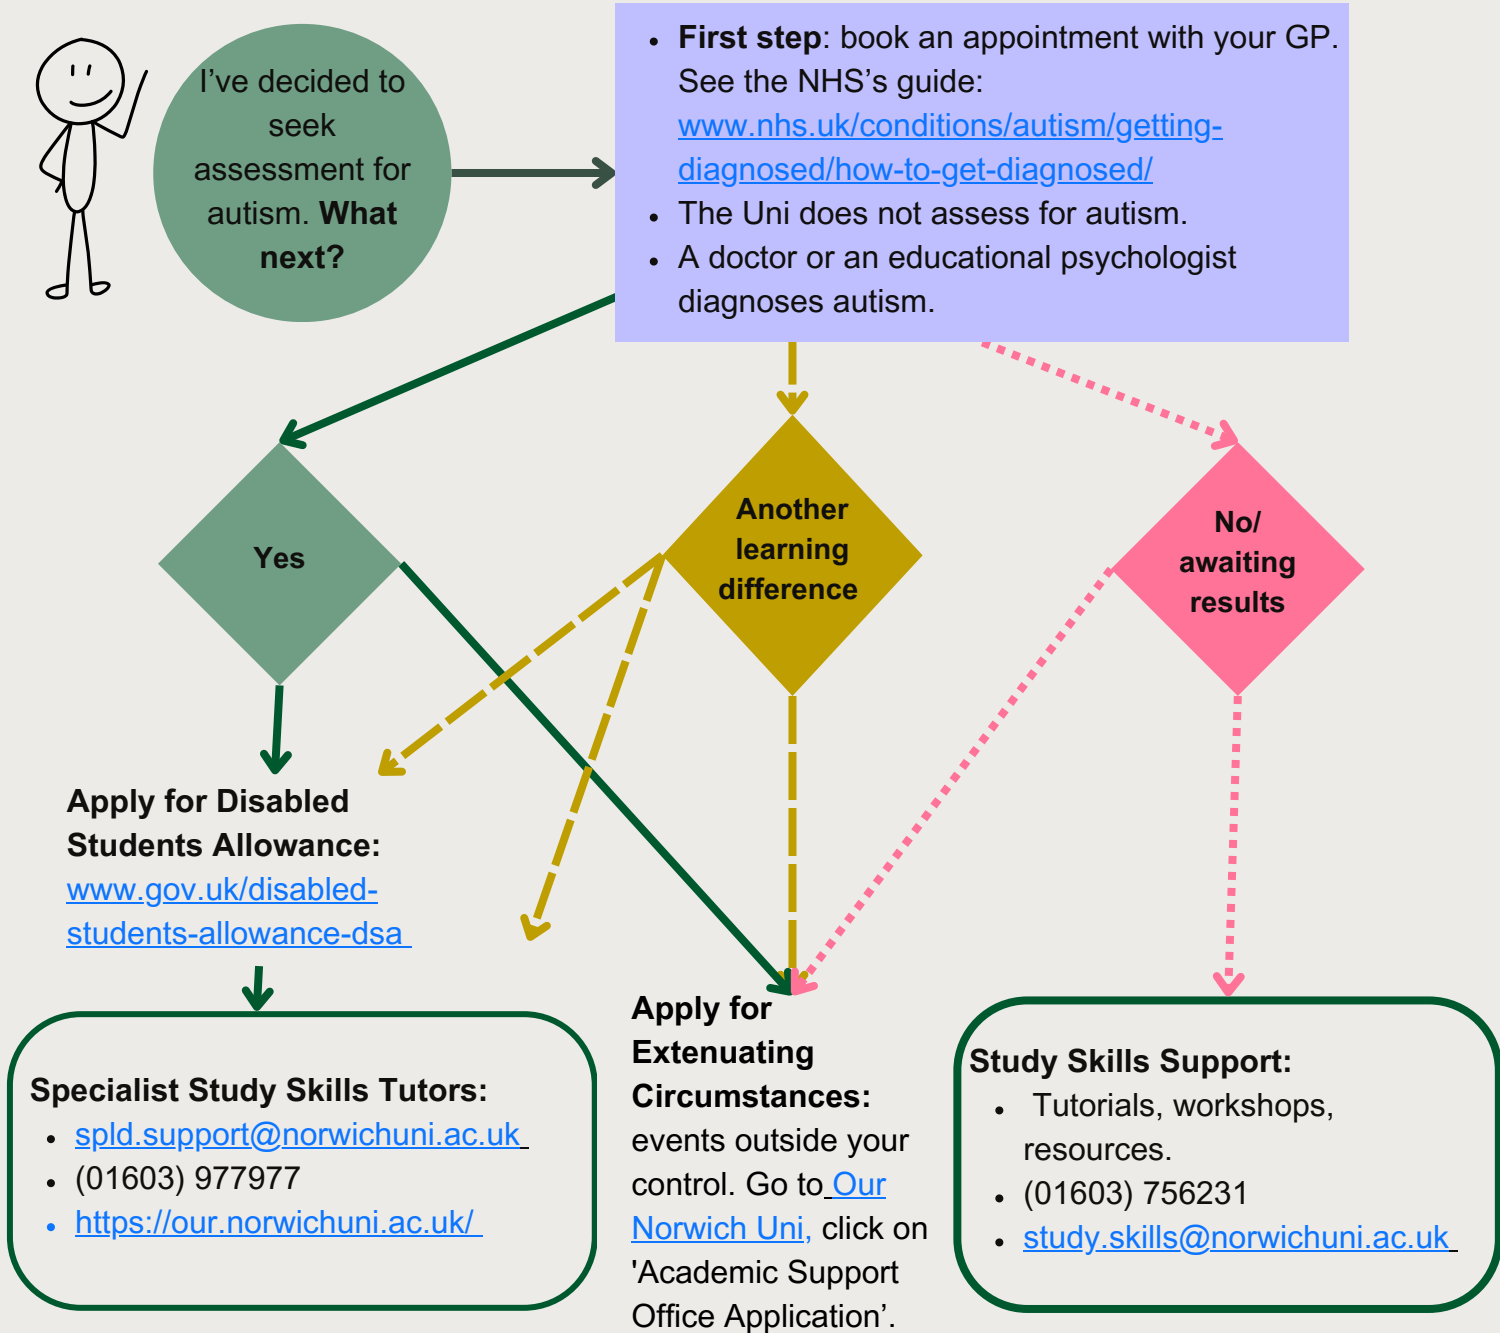 I’ve decided to
seek
assessment for
autism. What
next?
• First step: book an appointment with your GP.
See the NHS’s guide:
www.nhs.uk/conditions/autism/getting-
diagnosed/how-to-get-diagnosed/
• The Uni does not assess for autism.
• A doctor or an educational psychologist
diagnoses autism.
Yes
Another
learning
difference
No/
awaiting
results
Apply for Disabled
Students Allowance:
www.gov.uk/disabled-
students-allowance-dsa
Specialist Study Skills Tutors:
• spld.support@norwichuni.ac.uk
• (01603) 977977
• https://our.norwichuni.ac.uk/
Apply for
Extenuating
Circumstances:
events outside your
control. Go to Our
Norwich Uni, click on
'Academic Support
Office Application’.
Study Skills Support:
• Tutorials, workshops,
resources.
• (01603) 756231
• study.skills@norwichuni.ac.uk